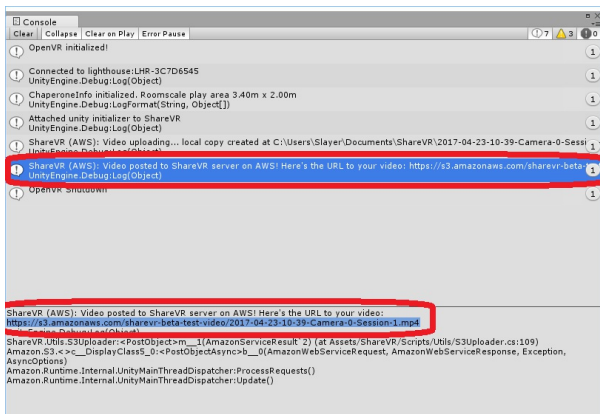 Console
Clear Collapse Clear on Play Error Pause 7 3 0
OpenVR initialized!
1
Connected to lighthouse:LHR-3C7D6545
UnityEngine.Debug:Log(Object)
1
ChaperoneInfo initialized. Roomscale play area 3.40m x 2.00m
UnityEngine.Debug:LogFormat(String, Object[])
1
Attached unity initializer to ShareVR
UnityEngine.Debug:Log(Object)
1
ShareVR (AWS): Video uploading... local copy created at C:\Users\Slayer\Documents\ShareVR\2017-04-23-10-39-Camera-0-Sessi
1
ShareVR (AWS): Video posted to ShareVR server on AWS! Here's the URL to your video: https://s3.amazonaws.com/sharevr-beta-
UnityEngine.Debug:Log(Object)
1
OpenVR Shutdown
1
ShareVR (AWS): Video posted to ShareVR server on AWS! Here's the URL to your video:
https://s3.amazonaws.com/sharevr-beta-test-video/2017-04-23-10-39-Camera-0-Session-1.mp4
UnityEngine.Debug:Log(Object)
ShareVR.Utils.S3Uploader:<PostObject>m__1(AmazonServiceResult`2) (at Assets/ShareVR/Scripts/Utils/S3Uploader.cs:109)
Amazon.S3.<>c__DisplayClass5_0:<PostObjectAsync>b__0(AmazonWebServiceRequest, AmazonWebServiceResponse, Exception,
AsyncOptions)
Amazon.Runtime.Internal.UnityMainThreadDispatcher:ProcessRequests()
Amazon.Runtime.Internal.UnityMainThreadDispatcher:Update()